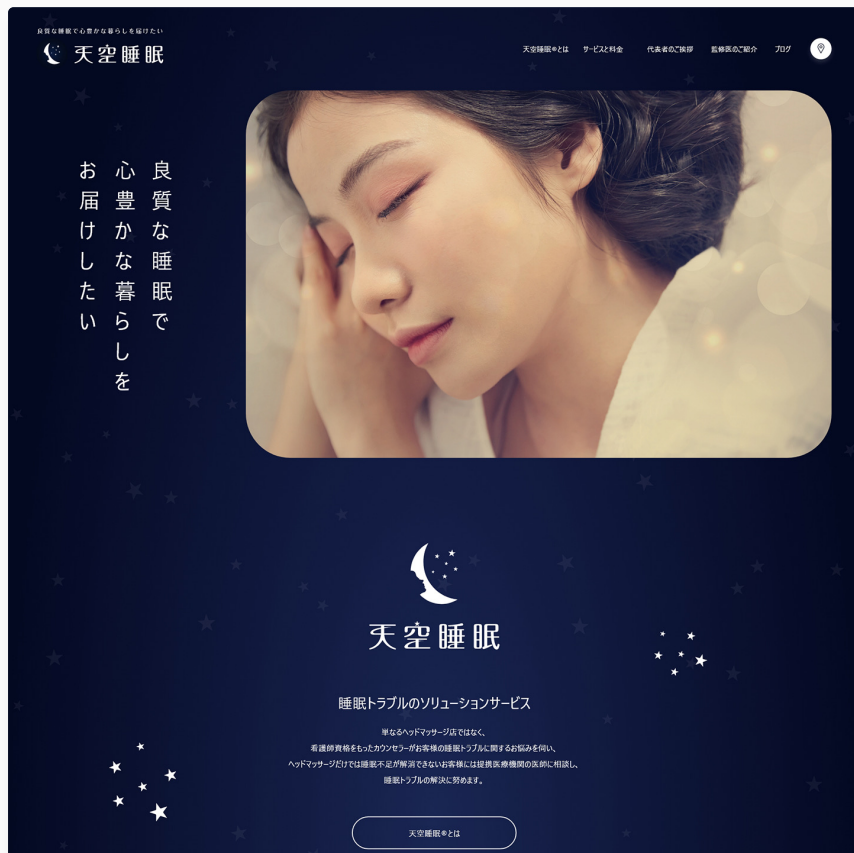 良質な睡眠で心豊かな暮らしを届けたい
天空睡眠
天空睡眠®とは
サービスと料金
代表者のご挨拶
監修医のご紹介
ブログ
良質な睡眠で
心豊かな暮らしを
お届けしたい
天空睡眠
睡眠トラブルのソリューションサービス
単なるヘッドマッサージ店ではなく、
看護師資格をもったカウンセラーがお客様の睡眠トラブルに関するお悩みを伺い、
ヘッドマッサージだけでは睡眠不足が解消できないお客様には提携医療機関の医師に相談し、
睡眠トラブルの解決に努めます。
天空睡眠®とは